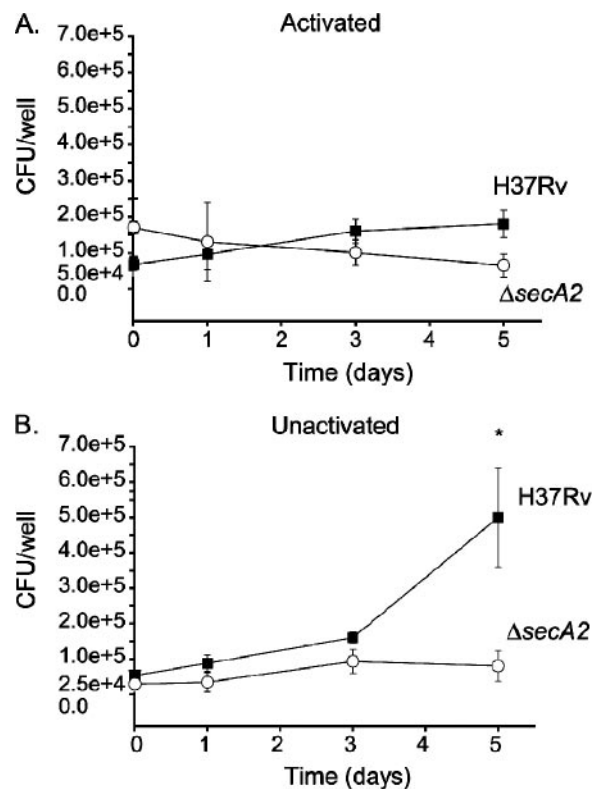 A. Activated
CFU/well
7.0e+5
6.0e+5
5.0e+5
4.0e+5
3.0e+5
2.0e+5
1.0e+5
5.0e+4
0.0
H37Rv
ΔsecA2
0 1 2 3 4 5
Time (days)
B. Unactivated
*
CFU/well
7.0e+5
6.0e+5
5.0e+5
4.0e+5
3.0e+5
2.0e+5
1.0e+5
2.5e+4
0.0
H37Rv
ΔsecA2
0 1 2 3 4 5
Time (days)